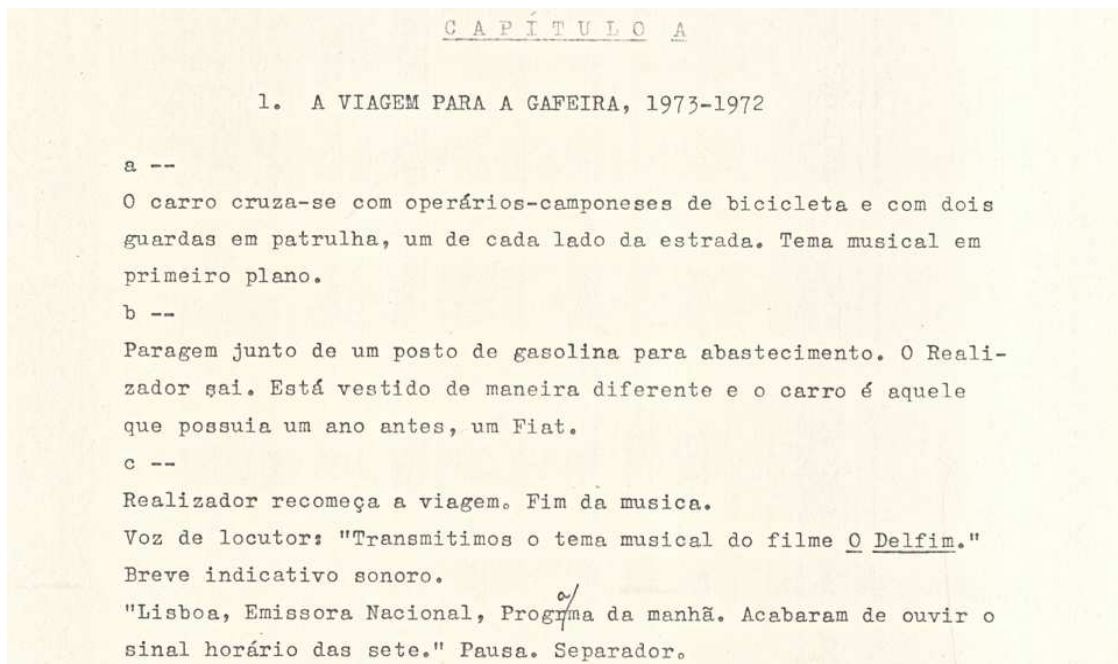 CAPÍTULO A
1. A VIAGEM PARA A GAFEIRA, 1973-1972
a --
O carro cruza-se com operários-camponeses de bicicleta e com dois
guardas em patrulha, um de cada lado da estrada. Tema musical em
primeiro plano.
b --
Paragem junto de um posto de gasolina para abastecimento. O Reali-
zador sai. Está vestido de maneira diferente e o carro é aquele
que possuia um ano antes, um Fiat.
c --
Realizador recomeça a viagem. Fim da musica.
Voz de locutor: "Transmitimos o tema musical do filme O Delfim."
Breve indicativo sonoro.
"Lisboa, Emissora Nacional, Programa da manhã. Acabaram de ouvir o
sinal horário das sete." Pausa. Separador.